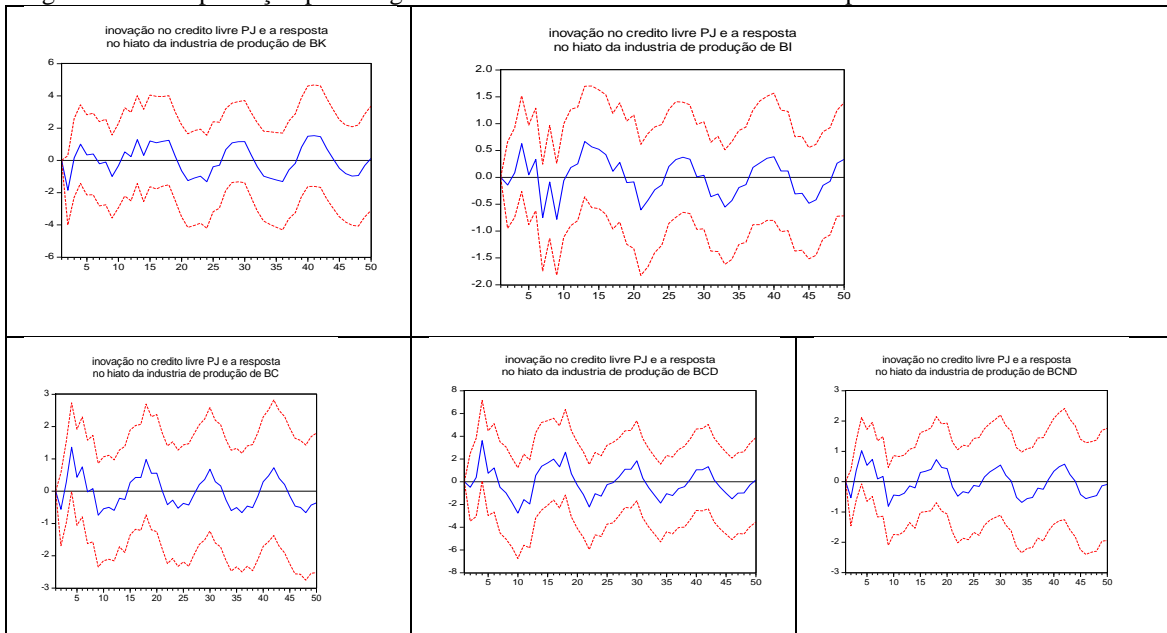 inovação no credito livre PJ e a resposta
no hiato da industria de produção de BK
6
4
2
0
-2
-4
-6
5 10 15 20 25 30 35 40 45 50
inovação no credito livre PJ e a resposta
no hiato da industria de produção de BI
2.0
1.5
1.0
0.5
0.0
-0.5
-1.0
-1.5
-2.0
5 10 15 20 25 30 35 40 45 50
inovação no credito livre PJ e a resposta
no hiato da industria de produção de BC
3
2
1
0
-1
-2
-3
5 10 15 20 25 30 35 40 45 50
inovação no credito livre PJ e a resposta
no hiato da industria de produção de BCD
8
6
4
2
0
-2
-4
-6
-8
5 10 15 20 25 30 35 40 45 50
inovação no credito livre PJ e a resposta
no hiato da industria de produção de BCND
3
2
1
0
-1
-2
-3
5 10 15 20 25 30 35 40 45 50